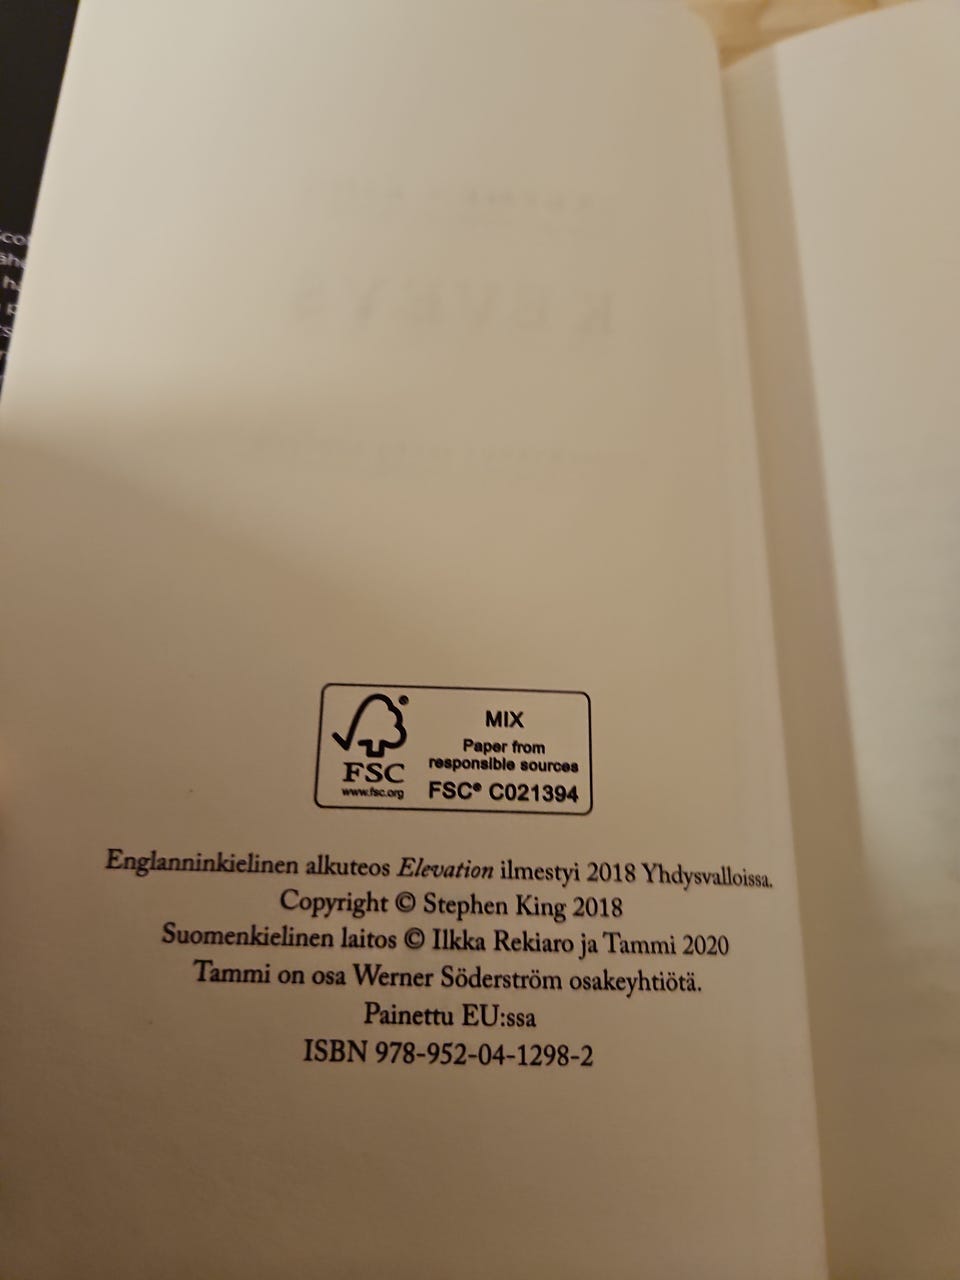 KEVEYS
FSC
www.fsc.org
MIX
Paper from
responsible sources
FSC® C021394
Englanninkielinen alkuteos Elevation ilmestyi 2018 Yhdysvalloissa.
Copyright © Stephen King 2018
Suomenkielinen laitos © Ilkka Rekiaro ja Tammi 2020
Tammi on osa Werner Söderström osakeyhtiötä.
Painettu EU:ssa
ISBN 978-952-04-1298-2